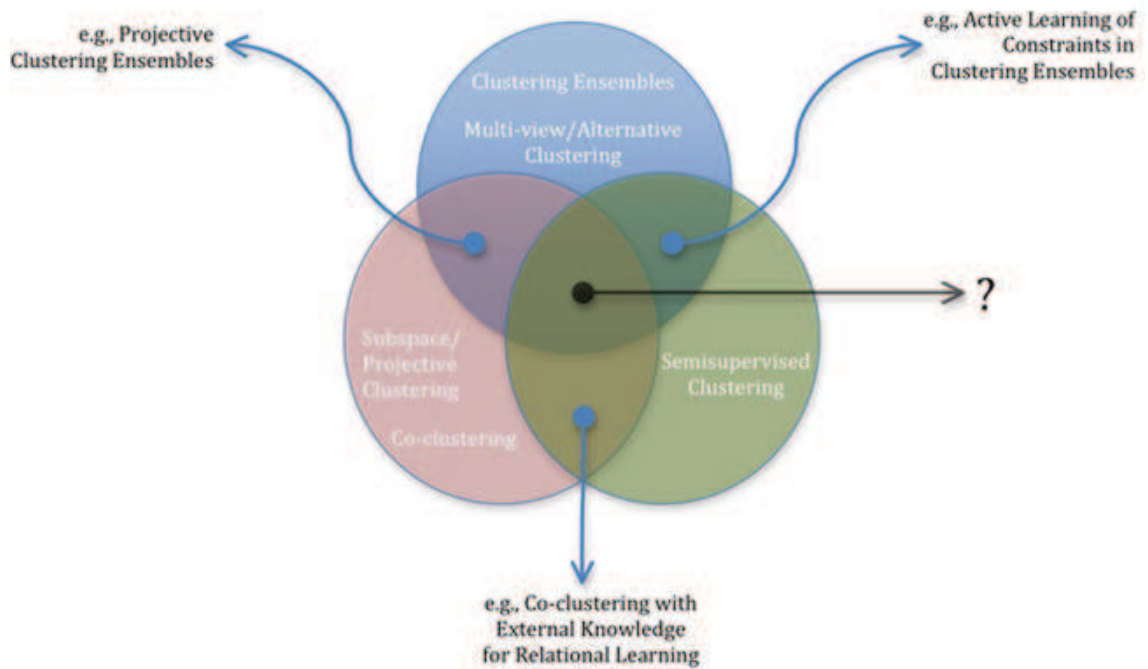 e.g., Projective
Clustering Ensembles
e.g., Active Learning of
Constraints in
Clustering Ensembles
Clustering Ensembles
Multi-view/Alternative
Clustering
?
Subspace/
Projective
Clustering
Co-clustering
Semisupervised
Clustering
e.g., Co-clustering with
External Knowledge
for Relational Learning